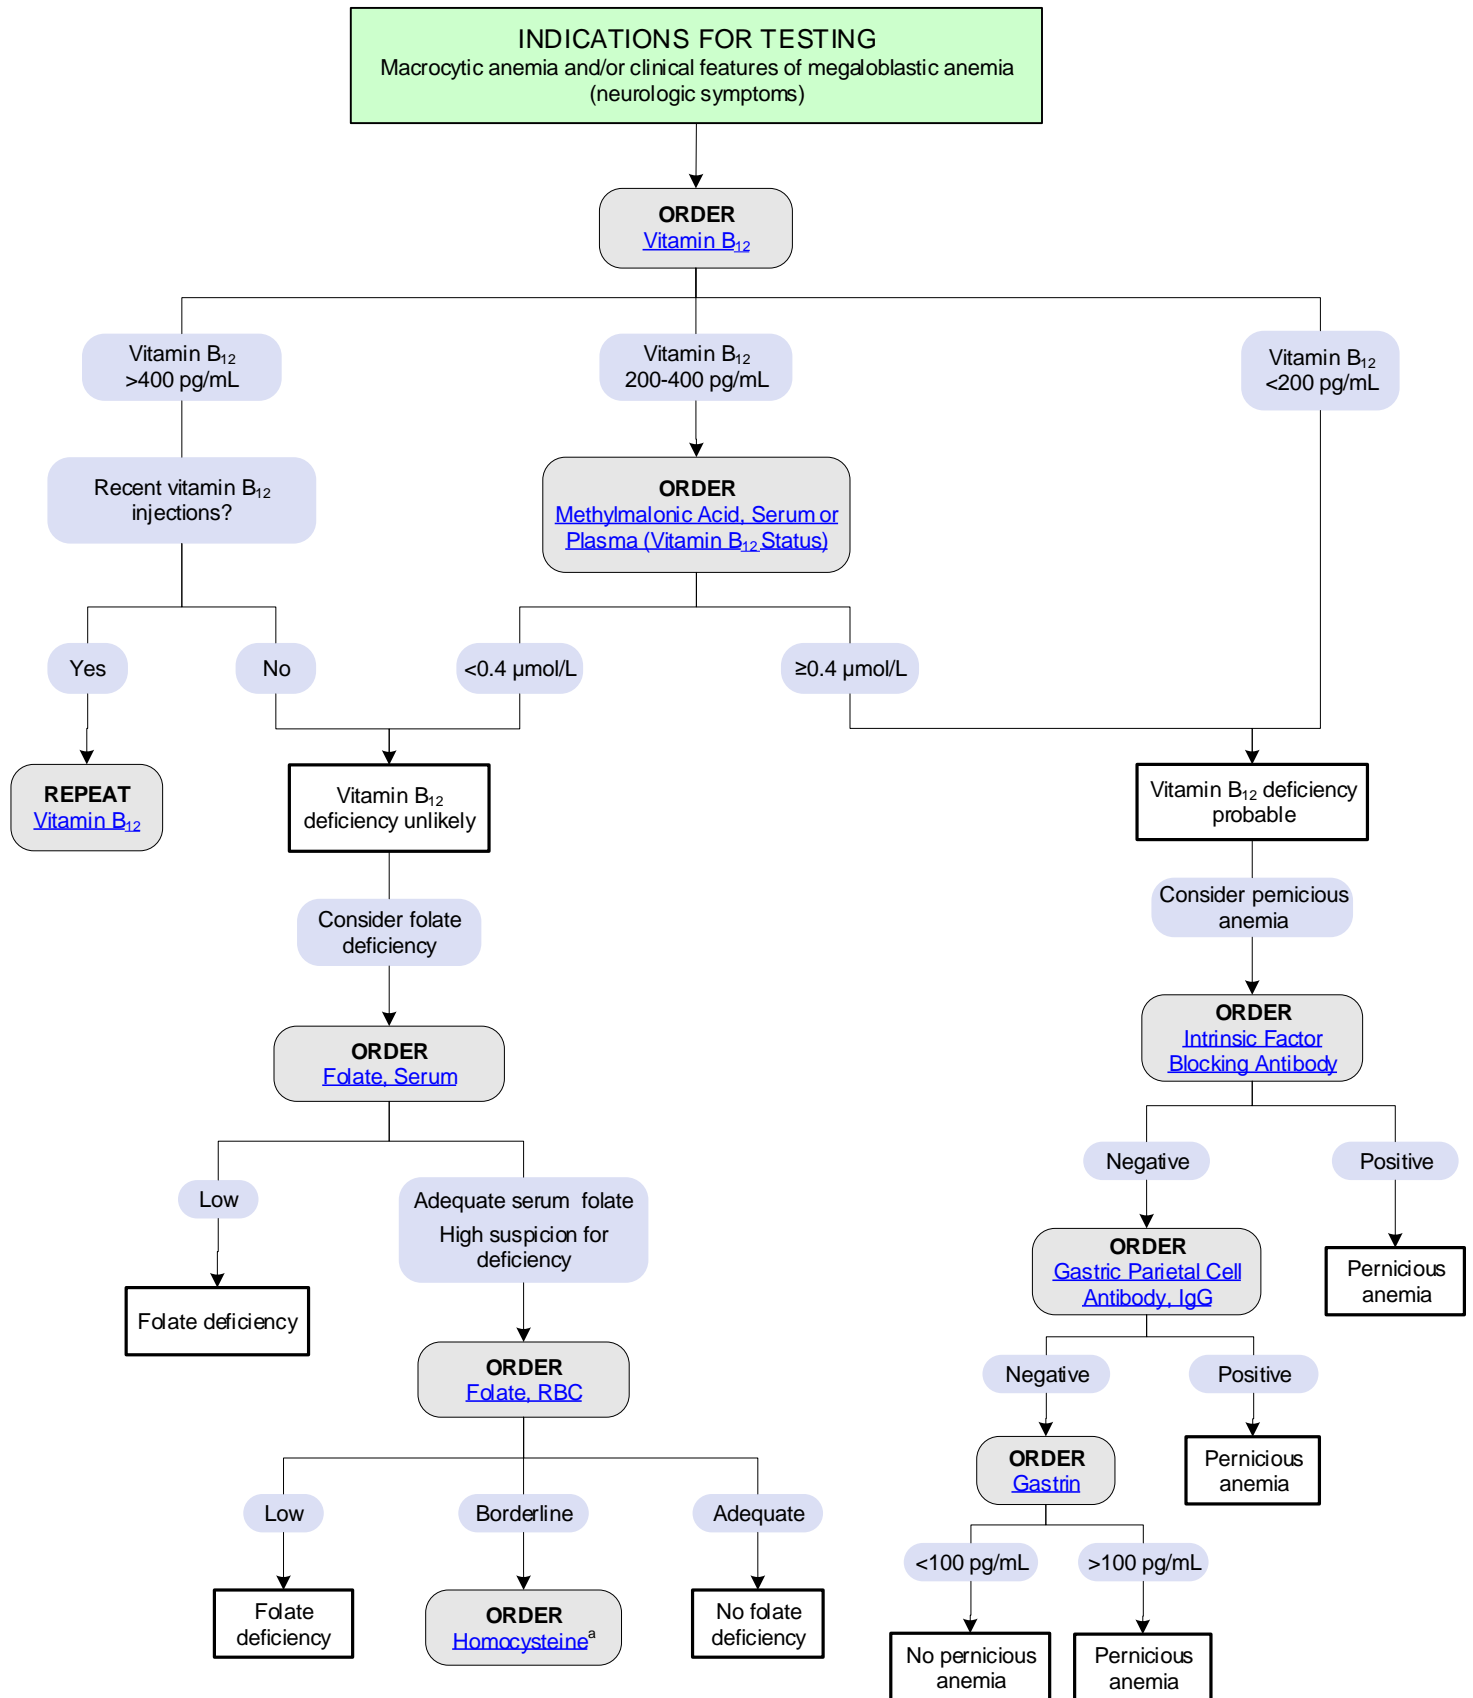 INDICATIONS FOR TESTING
Macrocytic anemia and/or clinical features of megaloblastic anemia
(neurologic symptoms)
ORDER
Vitamin B12
Vitamin B12
>400 pg/mL
Vitamin B12
200-400 pg/mL
Vitamin B12
<200 pg/mL
Recent vitamin B12
injections?
ORDER
Methylmalonic Acid, Serum or
Plasma (Vitamin B12 Status)
Yes
No
<0.4 µmol/L
≥0.4 µmol/L
REPEAT
Vitamin B12
Vitamin B12
deficiency unlikely
Vitamin B12 deficiency
probable
Consider folate
deficiency
Consider pernicious
anemia
ORDER
Folate, Serum
ORDER
Intrinsic Factor
Blocking Antibody
Low
Adequate serum folate
High suspicion for
deficiency
Negative
Positive
Folate deficiency
ORDER
Gastric Parietal Cell
Antibody, IgG
Pernicious
anemia
ORDER
Folate, RBC
Negative
Positive
ORDER
Gastrin
Pernicious
anemia
Low
Borderline
Adequate
<100 pg/mL
>100 pg/mL
Folate
deficiency
ORDER
Homocysteineᵃ
No folate
deficiency
No pernicious
anemia
Pernicious
anemia